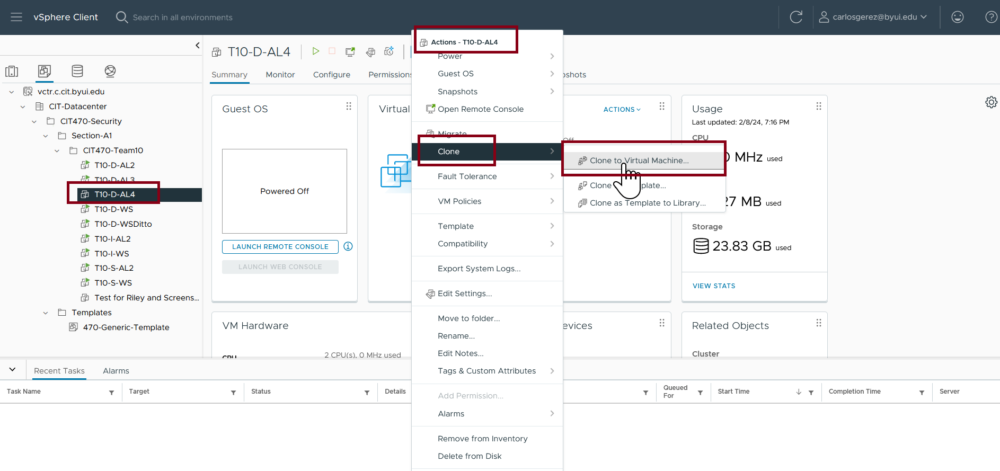 vSphere Client
Search in all environments
carlosgerez@byui.edu
vctr.c.cit.byui.edu
CIT-Datacenter
CIT470-Security
Section-A1
CIT470-Team10
T10-D-AL2
T10-D-AL3
T10-D-AL4
T10-D-WS
T10-D-WSDitto
T10-I-AL2
T10-I-WS
T10-S-AL2
T10-S-WS
Test for Riley and Screens...
Templates
470-Generic-Template
T10-D-AL4
Summary
Monitor
Configure
Permissions
pshots
Guest OS
Powered Off
LAUNCH REMOTE CONSOLE
LAUNCH WEB CONSOLE
Virtual
ACTIONS
Off
Usage
Last updated: 2/8/24, 7:16 PM
CPU
0 MHz used
27 MB used
Storage
23.83 GB used
VIEW STATS
VM Hardware
CPU
2 CPU(s), 0 MHz used
evices
Related Objects
Cluster
Actions - T10-D-AL4
Power
Guest OS
Snapshots
Open Remote Console
Migrate
Clone
Fault Tolerance
VM Policies
Template
Compatibility
Export System Logs...
Edit Settings...
Move to folder...
Rename...
Edit Notes...
Tags & Custom Attributes
Add Permission...
Alarms
Remove from Inventory
Delete from Disk
Clone to Virtual Machine...
Clone plate...
Clone as Template to Library...
Recent Tasks
Alarms
Task Name
Target
Status
Details
Queued
For
Start Time
Completion Time
Server